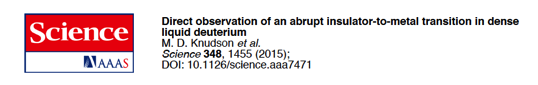 Science
AAAS
Direct observation of an abrupt insulator-to-metal transition in dense
liquid deuterium
M. D. Knudson et al.
Science 348, 1455 (2015);
DOI: 10.1126/science.aaa7471